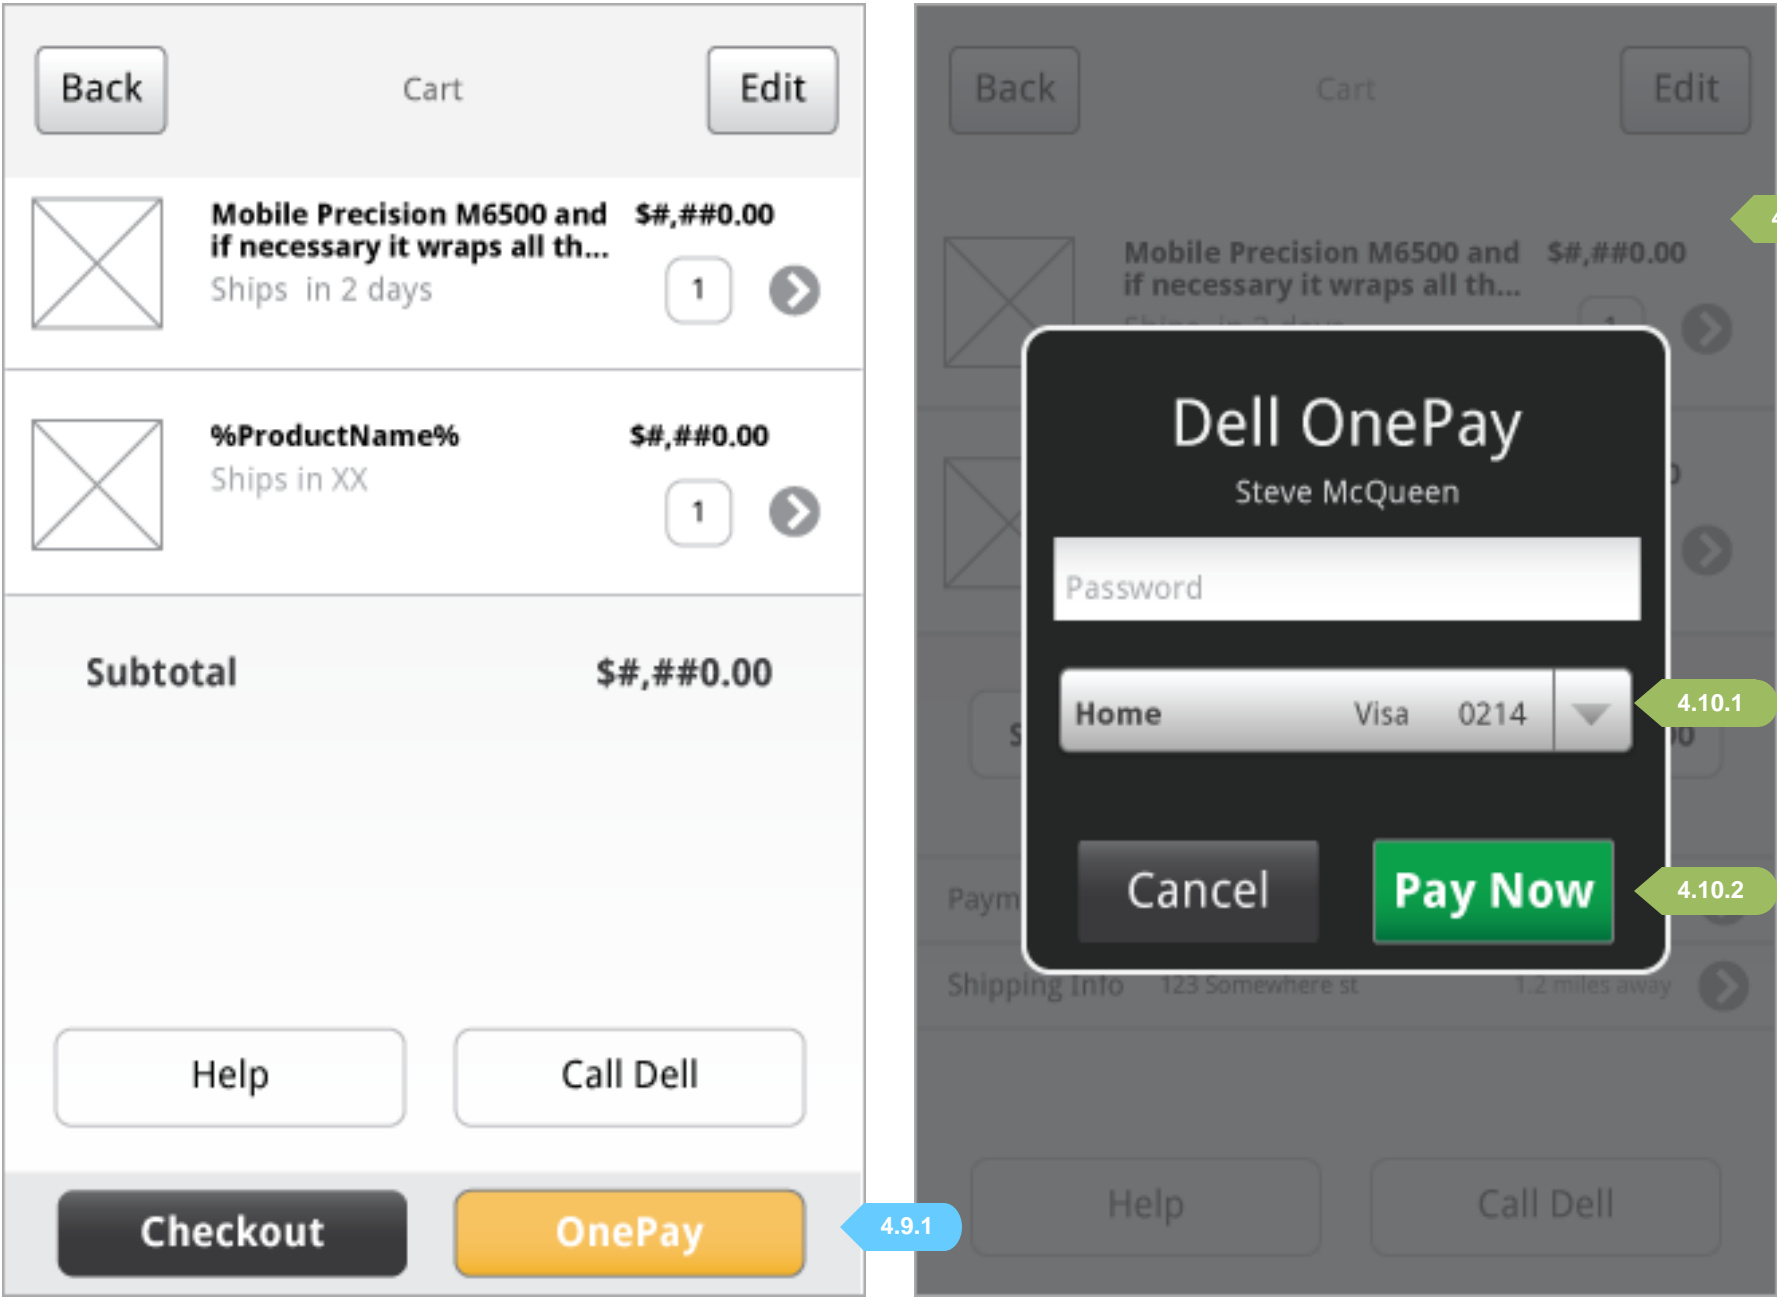 Back
Cart
Edit
Mobile Precision M6500 and
if necessary it wraps all th...
$#,##0.00
Ships in 2 days
1
%ProductName%
$#,##0.00
Ships in XX
1
Subtotal
$#,##0.00
Help
Call Dell
Checkout
OnePay
4.9.1
Back
Cart
Edit
Mobile Precision M6500 and
if necessary it wraps all th...
$#,##0.00
Dell OnePay
Steve McQueen
Password
Home
Visa
0214
4.10.1
Cancel
Pay Now
4.10.2
Shipping Info
123 Somewhere st
1.2 miles away
Help
Call Dell